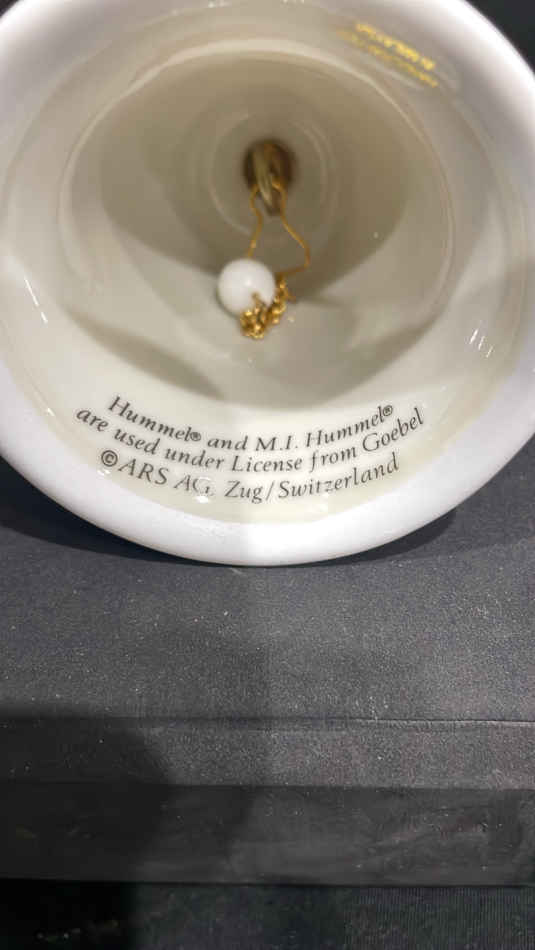 Hummel® and M.I. Hummel®
are used under License from Goebel
©ARS AG, Zug/Switzerland